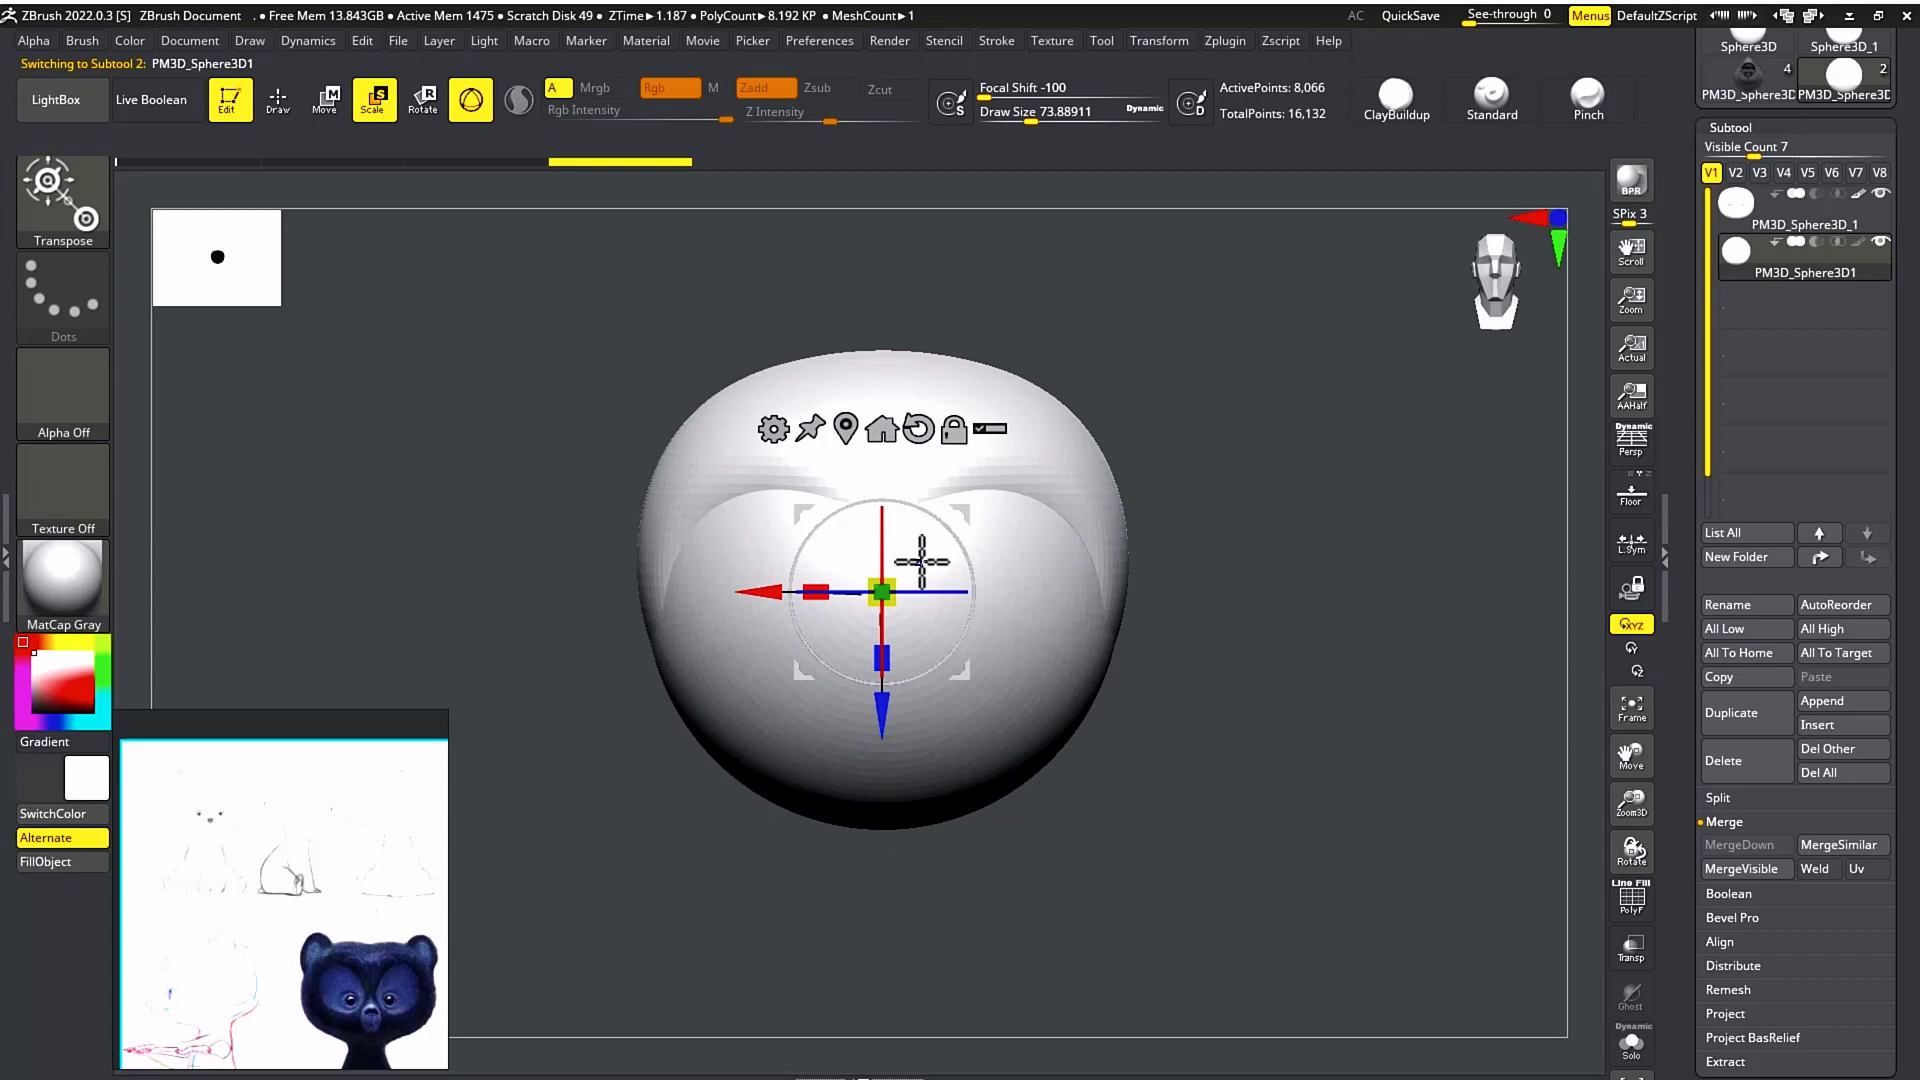 ZBrush 2022.0.3 [S] ZBrush Document . • Free Mem 13.843GB • Active Mem 1475 • Scratch Disk 49 • ZTime►1.187 • PolyCount►8.192 KP • MeshCount►1 AC QuickSave See-through 0 Menus DefaultZScript
Alpha Brush Color Document Draw Dynamics Edit File Layer Light Macro Marker Material Movie Picker Preferences Render Stencil Stroke Texture Tool Transform Zplugin Zscript Help
Switching to Subtool 2: PM3D_Sphere3D1
LightBox Live Boolean Edit Draw Move Scale Rotate
A Mrgb Rgb M Zadd Zsub Zcut
Rgb Intensity Z Intensity
Focal Shift -100
Draw Size 73.88911 Dynamic
ActivePoints: 8,066
TotalPoints: 16,132
ClayBuildup Standard Pinch
Sphere3D Sphere3D_1
4 2
PM3D_Sphere3D PM3D_Sphere3D
Subtool
Visible Count 7
V1 V2 V3 V4 V5 V6 V7 V8
PM3D_Sphere3D_1
PM3D_Sphere3D1
List All
New Folder
Rename AutoReorder
All Low All High
All To Home All To Target
Copy Paste
Duplicate Append
Insert
Delete Del Other
Del All
Split
Merge
MergeDown MergeSimilar
MergeVisible Weld Uv
Boolean
Bevel Pro
Align
Distribute
Remesh
Project
Project BasRelief
Extract
Transpose
Dots
Alpha Off
Texture Off
MatCap Gray
Gradient
SwitchColor
Alternate
FillObject
BPR
SPix 3
Scroll
Zoom
Actual
AAHalf
Dynamic
Persp
Floor
L.Sym
XYZ
Frame
Move
Zoom3D
Rotate
Line Fill
PolyF
Transp
Ghost
Dynamic
Solo